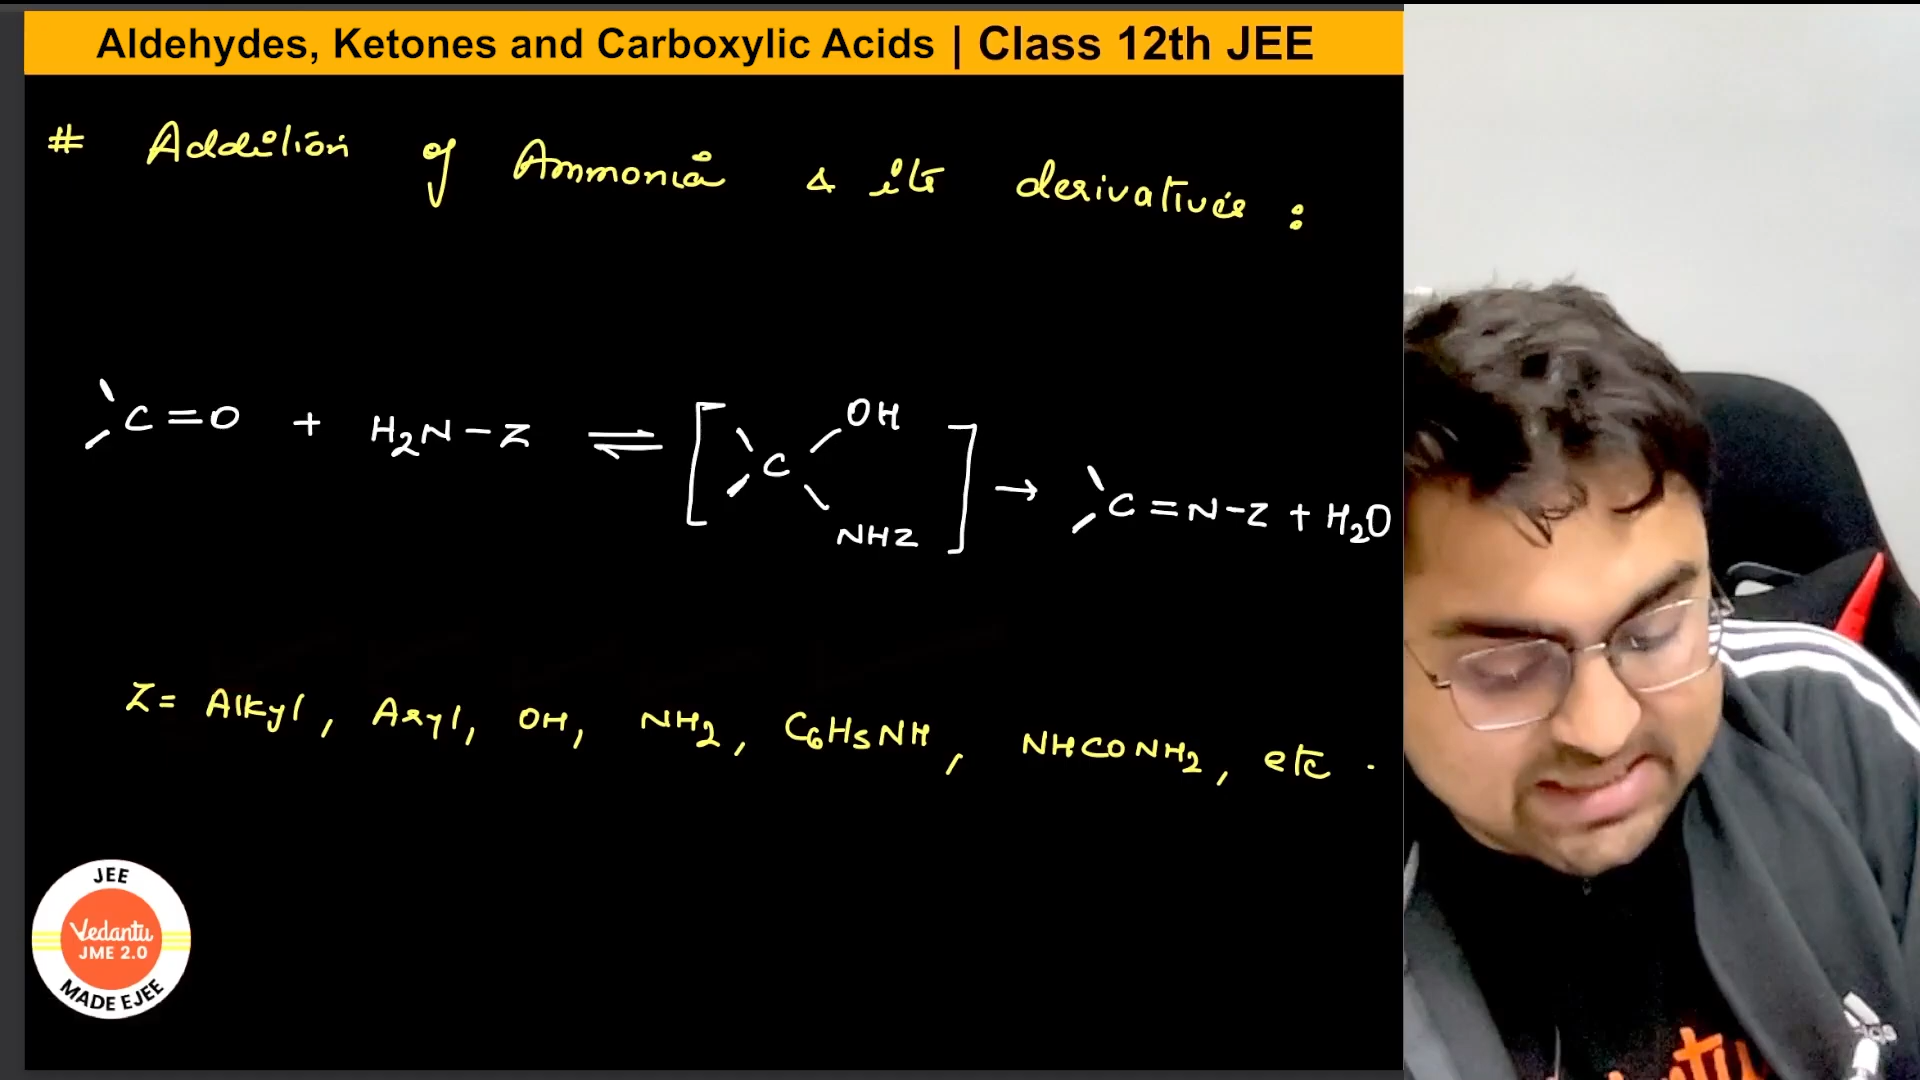 Aldehydes, Ketones and Carboxylic Acids | Class 12th JEE
# Addition of Ammonia & its derivatives :
C=O + H₂N-Z ⇌ [ C OH NHZ ] → C=N-Z + H₂O
Z= Alkyl, Aryl, OH, NH₂, C₆H₅NH, NHCONH₂, etc .
JEE
Vedantu
JME 2.0
MADE EJEE